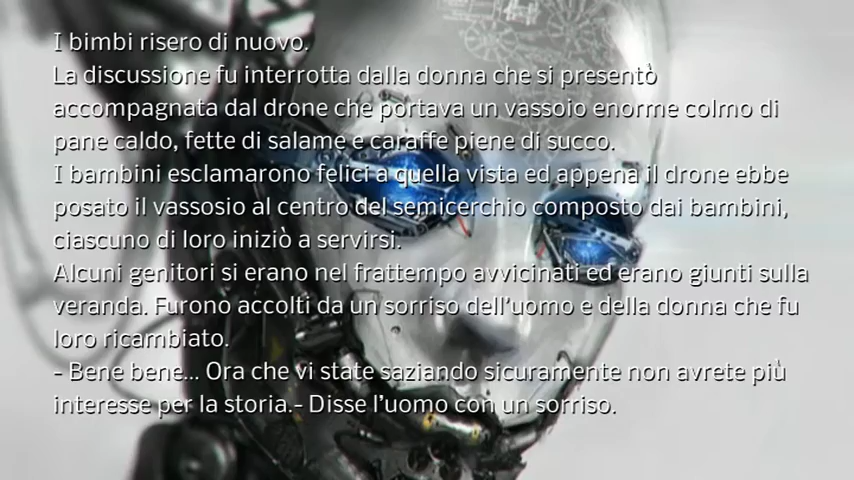 I bimbi risero di nuovo.
La discussione fu interrotta dalla donna che si presentò
accompagnata dal drone che portava un vassoio enorme colmo di
pane caldo, fette di salame e caraffe piene di succo.
I bambini esclamarono felici a quella vista ed appena il drone ebbe
posato il vassosio al centro del semicerchio composto dai bambini,
ciascuno di loro iniziò a servirsi.
Alcuni genitori si erano nel frattempo avvicinati ed erano giunti sulla
veranda. Furono accolti da un sorriso dell'uomo e della donna che fu
loro ricambiato.
- Bene bene... Ora che vi state saziando sicuramente non avrete più
interesse per la storia.- Disse l'uomo con un sorriso.